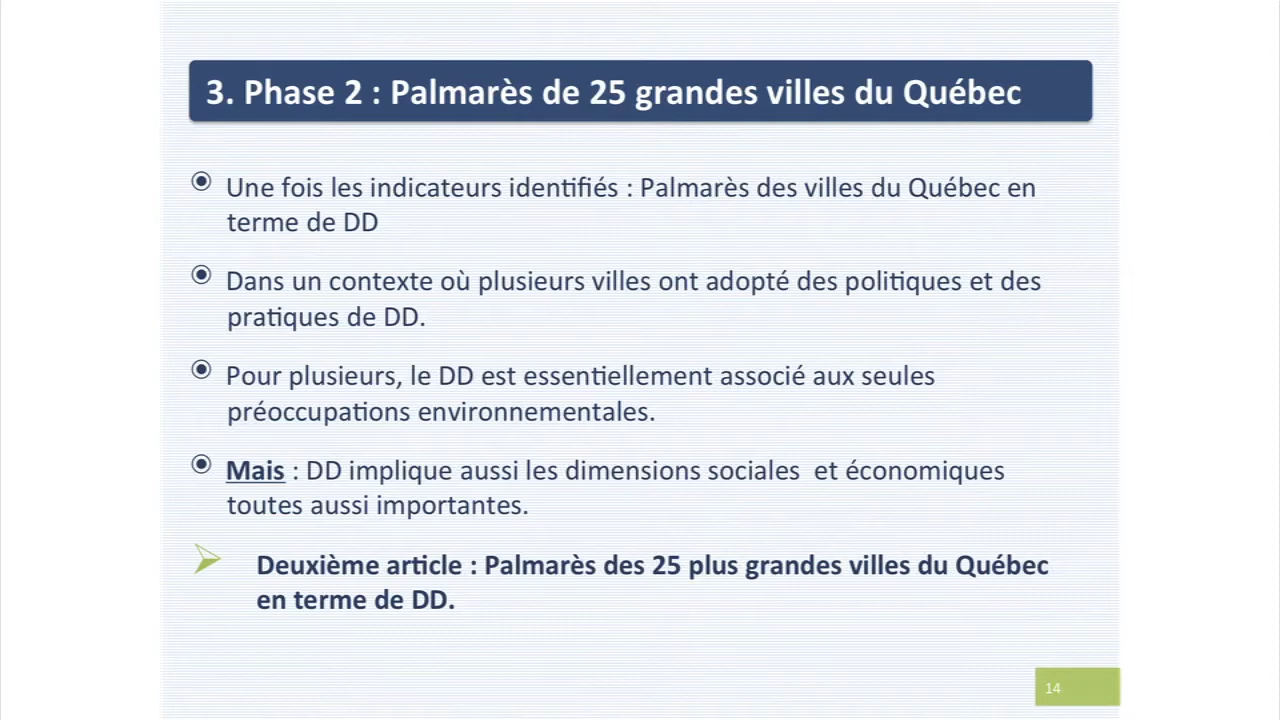 3. Phase 2 : Palmarès de 25 grandes villes du Québec
Une fois les indicateurs identifiés : Palmarès des villes du Québec en
terme de DD
Dans un contexte où plusieurs villes ont adopté des politiques et des
pratiques de DD.
Pour plusieurs, le DD est essentiellement associé aux seules
préoccupations environnementales.
Mais : DD implique aussi les dimensions sociales  et économiques
toutes aussi importantes.
Deuxième article : Palmarès des 25 plus grandes villes du Québec
en terme de DD.
14